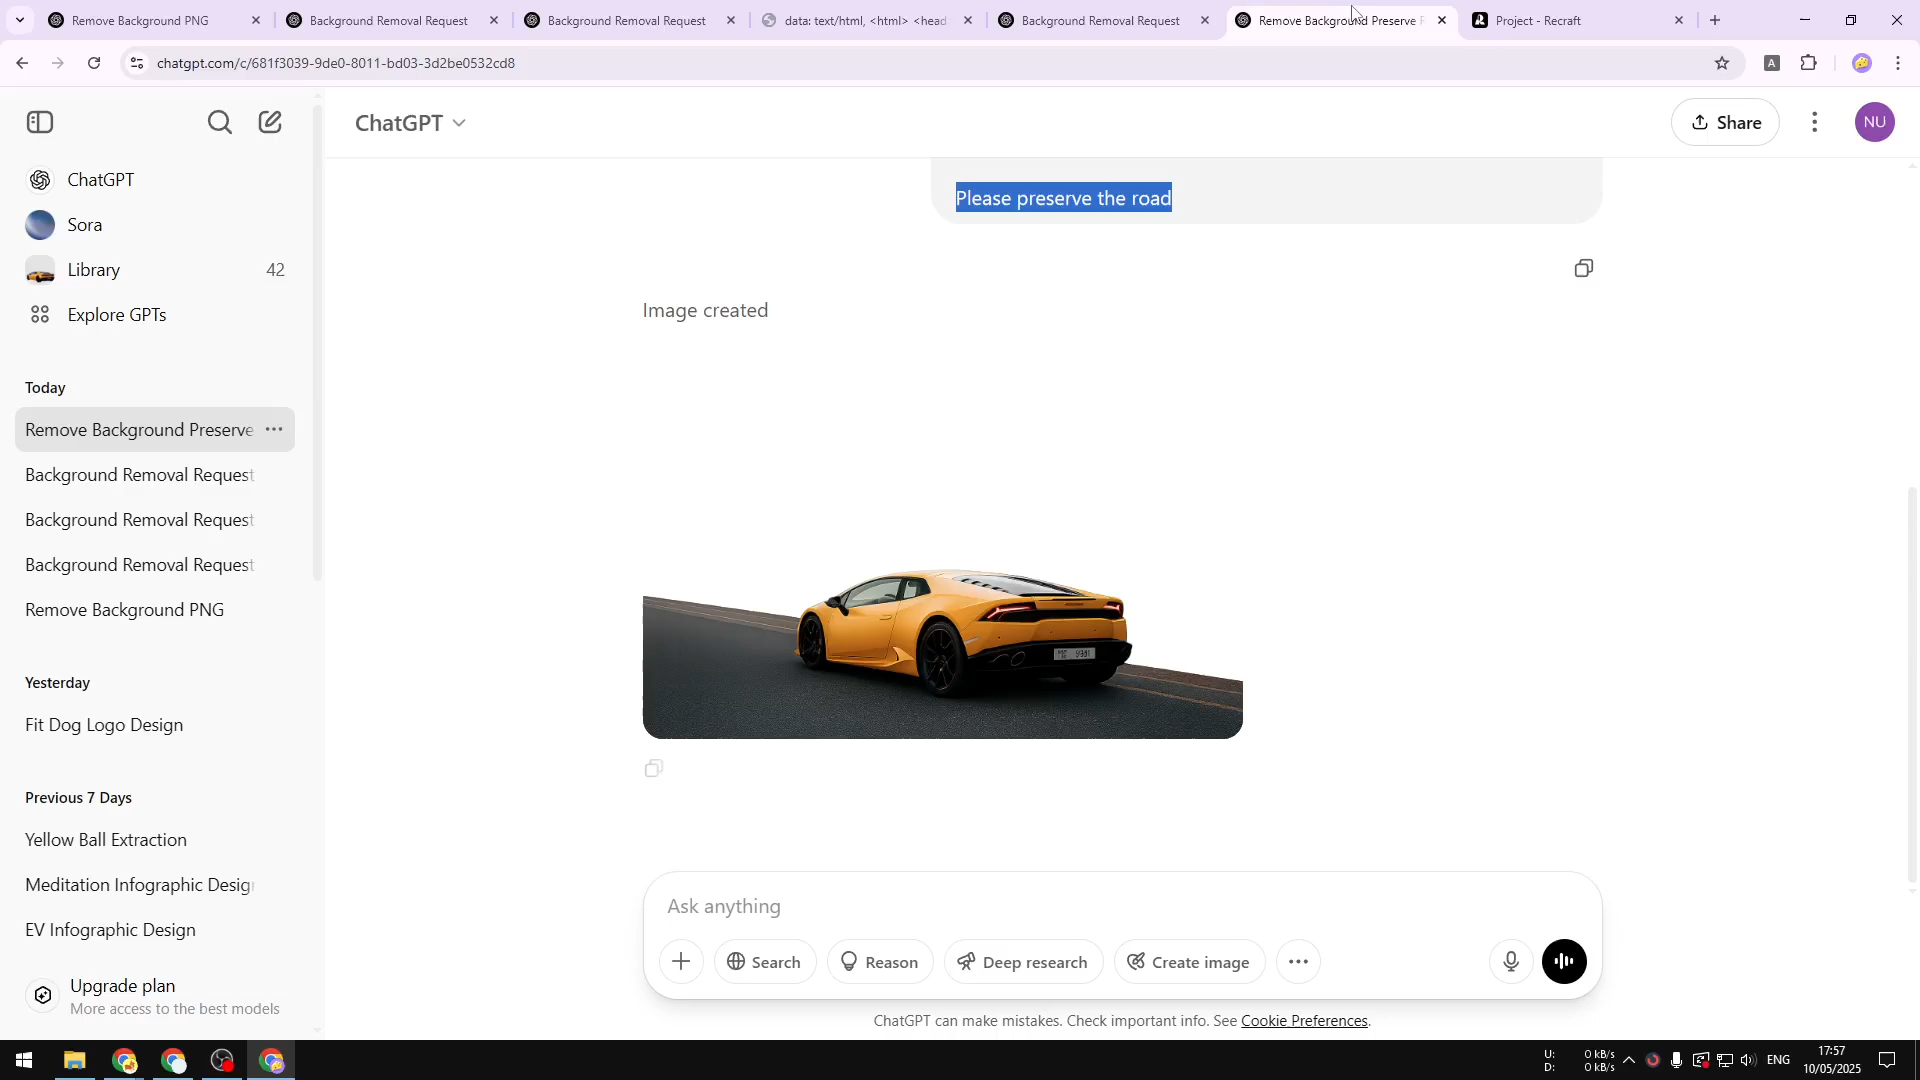 Remove Background PNG
Background Removal Request
Background Removal Request
data: text/html, <html> <head
Background Removal Request
Remove Background Preserve R
Project - Recraft
chatgpt.com/c/681f3039-9de0-8011-bd03-3d2be0532cd8
A
ChatGPT
Share
NU
ChatGPT
Sora
Library 42
Explore GPTs
Today
Remove Background Preserve
Background Removal Request
Background Removal Request
Background Removal Request
Remove Background PNG
Yesterday
Fit Dog Logo Design
Previous 7 Days
Yellow Ball Extraction
Meditation Infographic Design
EV Infographic Design
Upgrade plan
More access to the best models
Please preserve the road
Image created
Ask anything
Search
Reason
Deep research
Create image
ChatGPT can make mistakes. Check important info. See Cookie Preferences.
U: 0 kB/s
D: 0 kB/s
ENG
17:57
10/05/2025